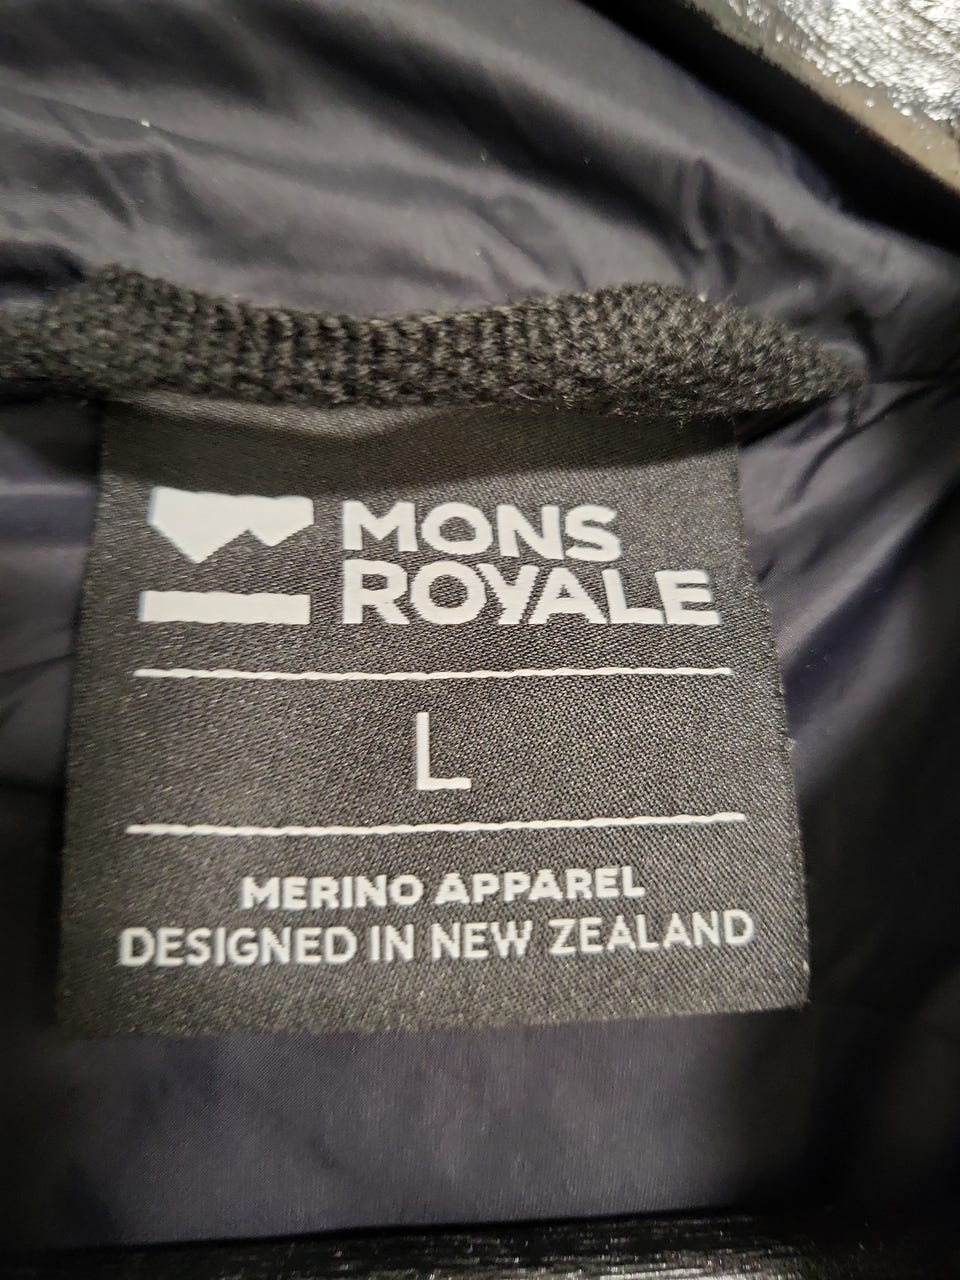 MONS
ROYALE
L
MERINO APPAREL
DESIGNED IN NEW ZEALAND